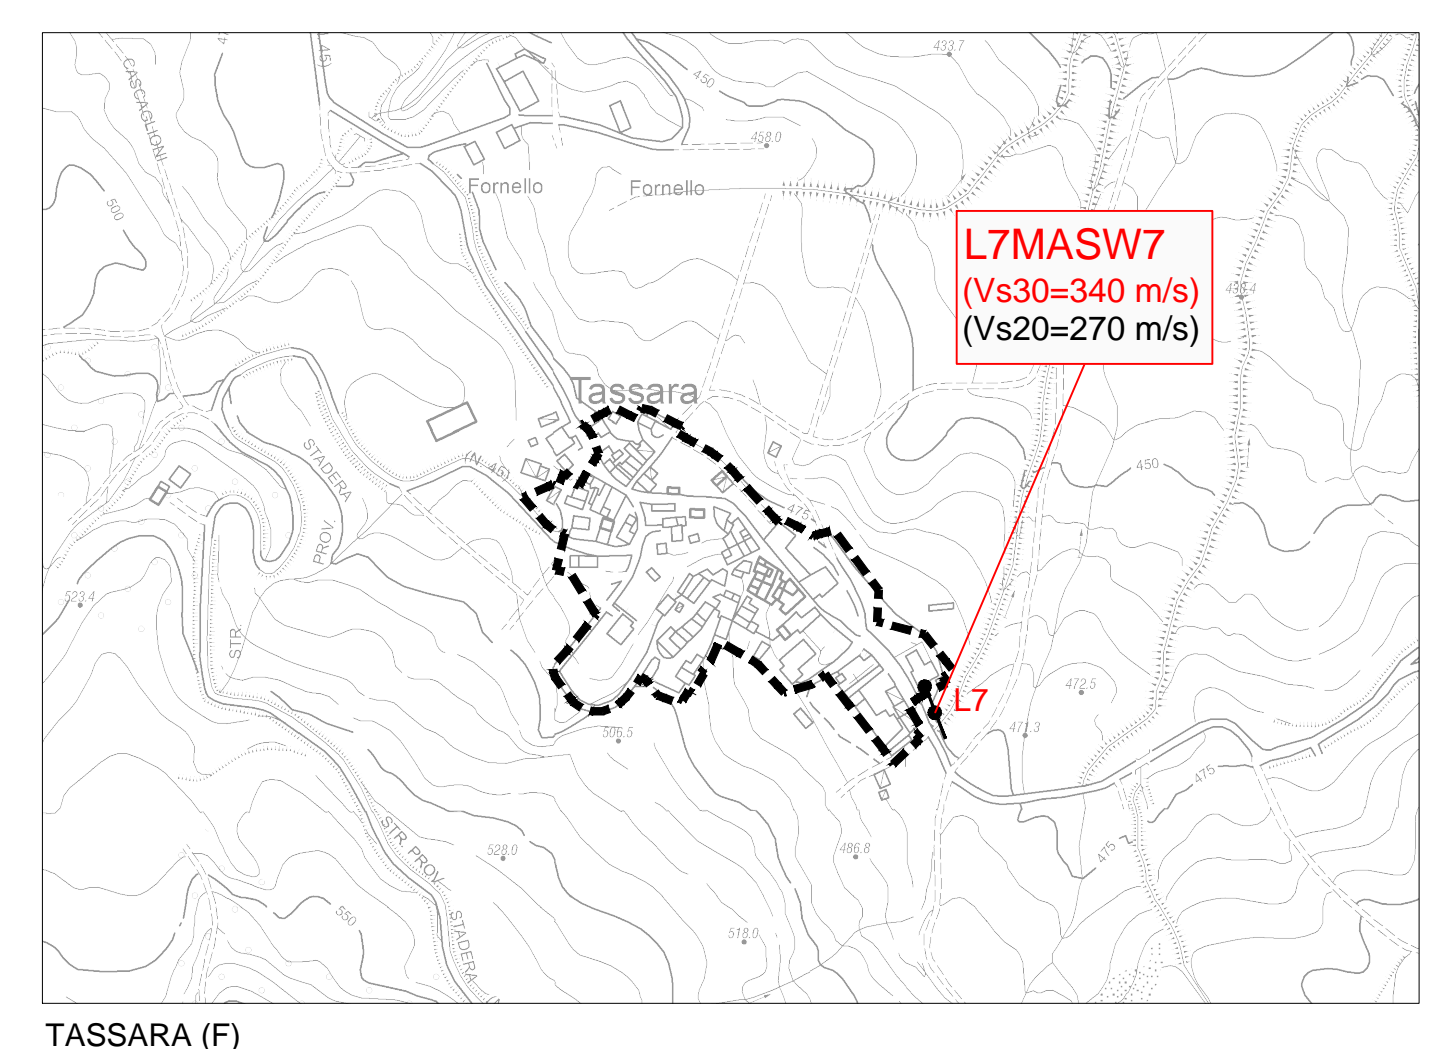 433.7
45)
CASCAGLIONI
450
458.0
Fornello
Fornello
500
L7MASW7
(Vs30=340 m/s)
(Vs20=270 m/s)
Tassara
STADERA
(N. 46)
450
475
PROV.
523.4
STR.
472.5
L7
471.3
506.5
475
STR. PROV.
528.0
486.8
475
550
STADERA
518.0
TASSARA (F)